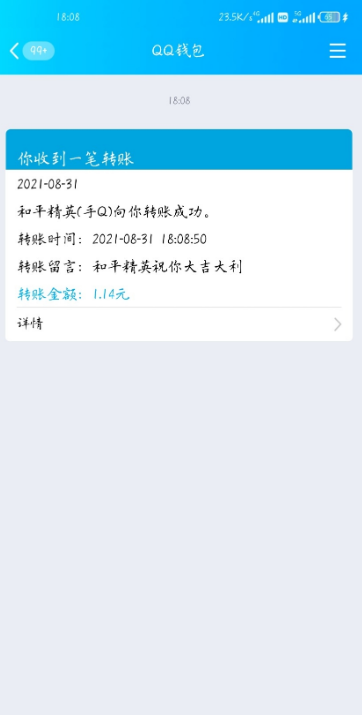 18:08
23.5K/s 4G HD 5G
99+
QQ钱包
18:08
你收到一笔转账
2021-08-31
和平精英(手Q)向你转账成功。
转账时间：2021-08-31 18:08:50
转账留言：和平精英祝你大吉大利
转账金额：1.14元
详情